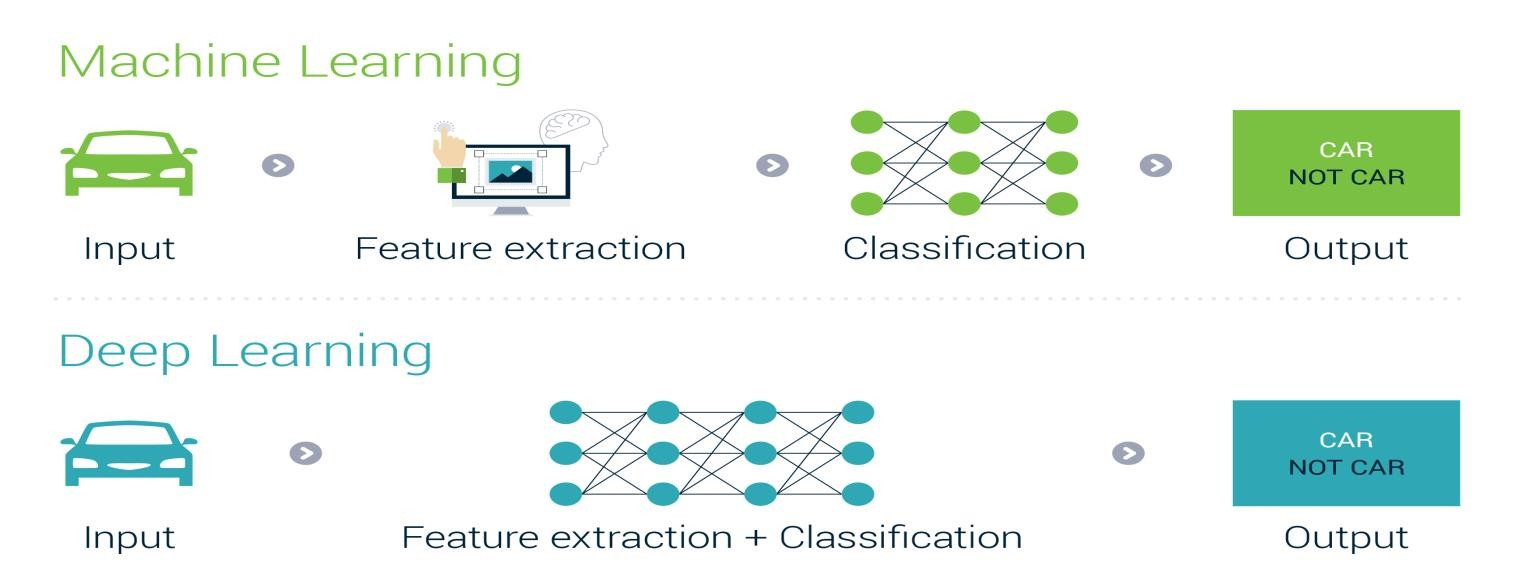 Machine Learning
CAR
NOT CAR
Input
Feature extraction
Classification
Output
Deep Learning
CAR
NOT CAR
Input
Feature extraction + Classification
Output